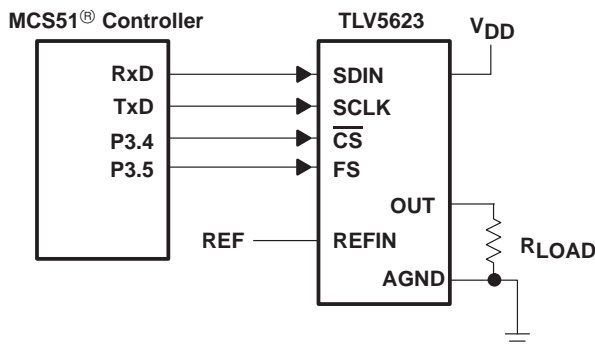 MCS51® Controller
TLV5623
VDD
RxD
SDIN
TxD
SCLK
P3.4
CS
P3.5
FS
OUT
REF
REFIN
RLOAD
AGND